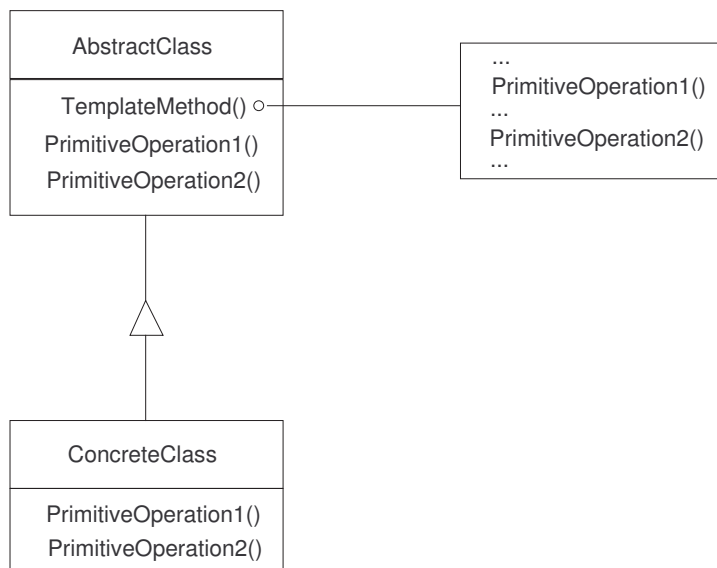 AbstractClass
TemplateMethod()
PrimitiveOperation1()
PrimitiveOperation2()
...
PrimitiveOperation1()
...
PrimitiveOperation2()
...
ConcreteClass
PrimitiveOperation1()
PrimitiveOperation2()